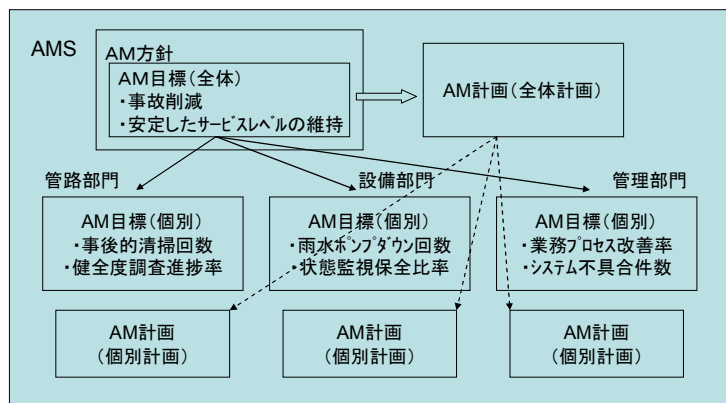 AMS
AM方針
AM目標(全体)
・事故削減
・安定したサービスレベルの維持
AM計画(全体計画)
管路部門
設備部門
管理部門
AM目標(個別)
・事後的清掃回数
・健全度調査進捗率
AM目標(個別)
・雨水ポンプダウン回数
・状態監視保全比率
AM目標(個別)
・業務プロセス改善率
・システム不具合件数
AM計画
(個別計画)
AM計画
(個別計画)
AM計画
(個別計画)